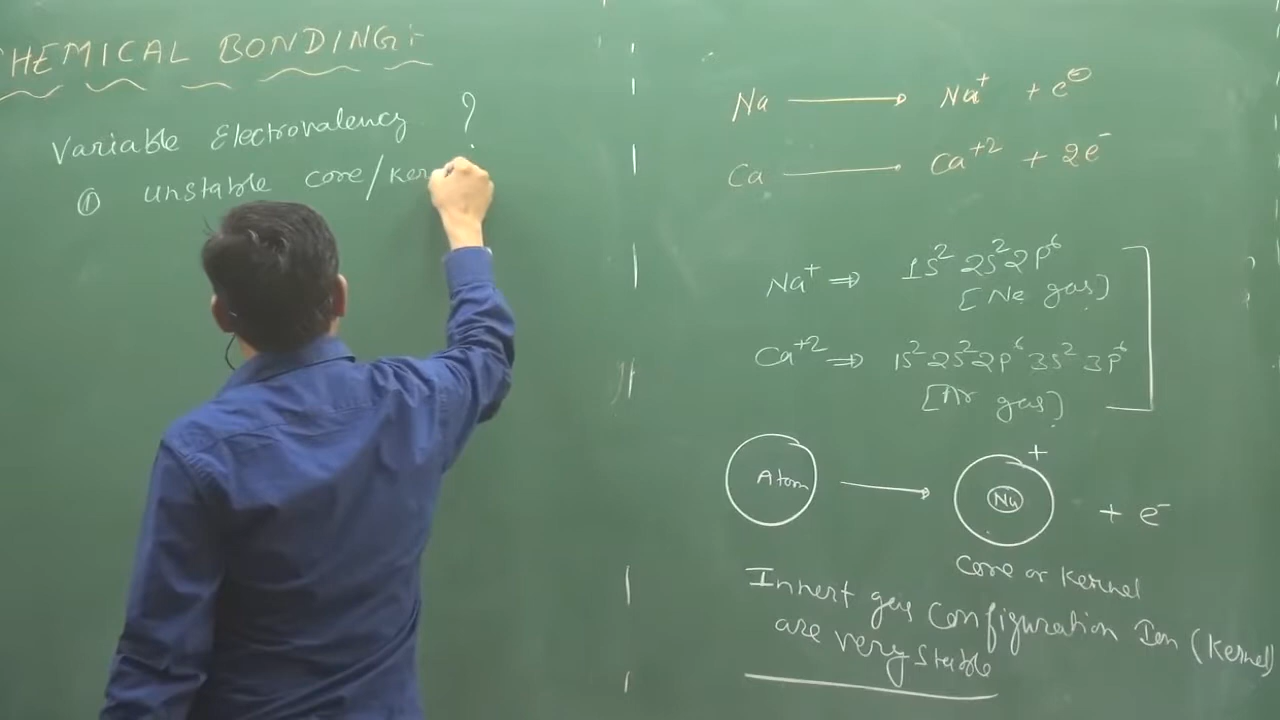 HEMICAL BONDING:-
Variable Electrovalency ?
① unstable core/Ker
Na → Na⁺ + e⊖
Ca → Ca⁺² + 2e⁻
Na⁺ ⇒ 1s² 2s² 2p⁶
[Ne gas]
Ca⁺² ⇒ 1s² 2s² 2p⁶ 3s² 3p⁶
[Ar gas]
Atom → Nu + + e⁻
Core or Kernel
Innert gas configuration Ion (Kernel)
are very stable